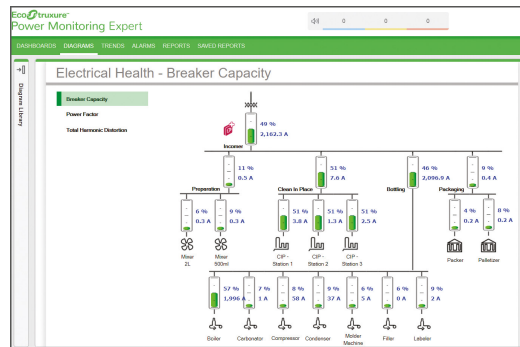 EcoStruxure™
Power Monitoring Expert
0 0 0
DASHBOARDS DIAGRAMS TRENDS ALARMS REPORTS SAVED REPORTS
Diagram Library
Electrical Health - Breaker Capacity
Breaker Capacity
Power Factor
Total Harmonic Distortion
49 %
2,162.3 A
Incomer
11 % 51 % 46 % 9 %
0.5 A 7.6 A 2,096.9 A 0.4 A
Preparation Clean In Place Bottling Packaging
6 % 9 % 51 % 51 % 51 % 4 % 8 %
0.3 A 0.3 A 3.8 A 1.3 A 2.5 A 0.2 A 0.2 A
Mixer Mixer CIP - CIP - CIP - Packer Palletizer
2L 500ml Station 1 Station 2 Station 3
57 % 7 % 8 % 9 % 6 % 6 % 9 %
1,996 A 1 A 58 A 37 A 5 A 0 A 2 A
Boiler Carbonator Compressor Condenser Molder Filler Labeler
Machine